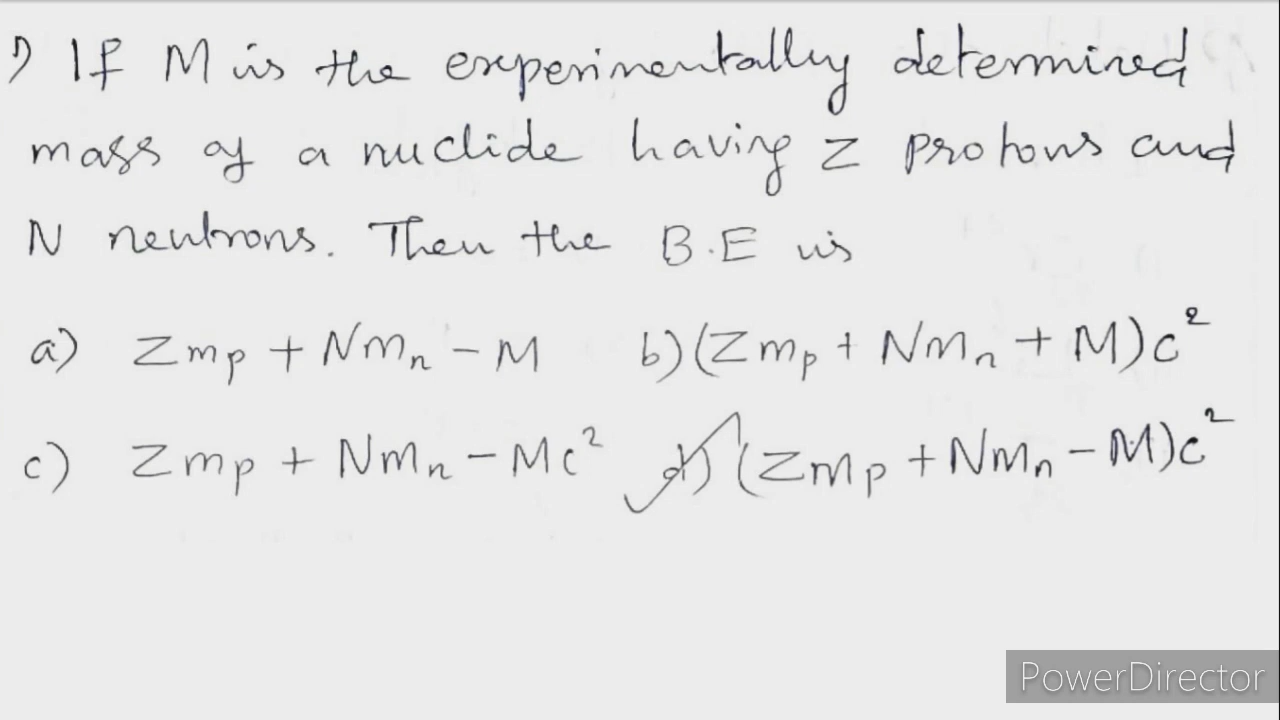 1) If M is the experimentally determined
mass of a nuclide having Z protons and
N neutrons. Then the B.E is
a) Zmₚ + Nmₙ - M b) (Zmₚ + Nmₙ + M)c²
c) Zmₚ + Nmₙ - Mc² d) (Zmₚ + Nmₙ - M)c²
PowerDirector